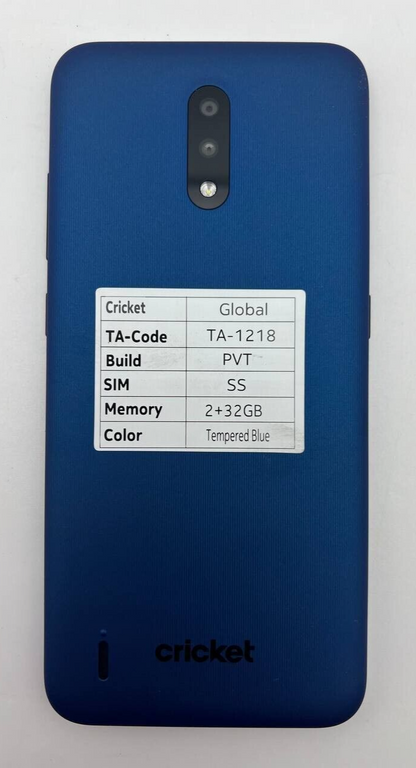 Cricket Global
TA-Code TA-1218
Build PVT
SIM SS
Memory 2+32GB
Color Tempered Blue
cricket